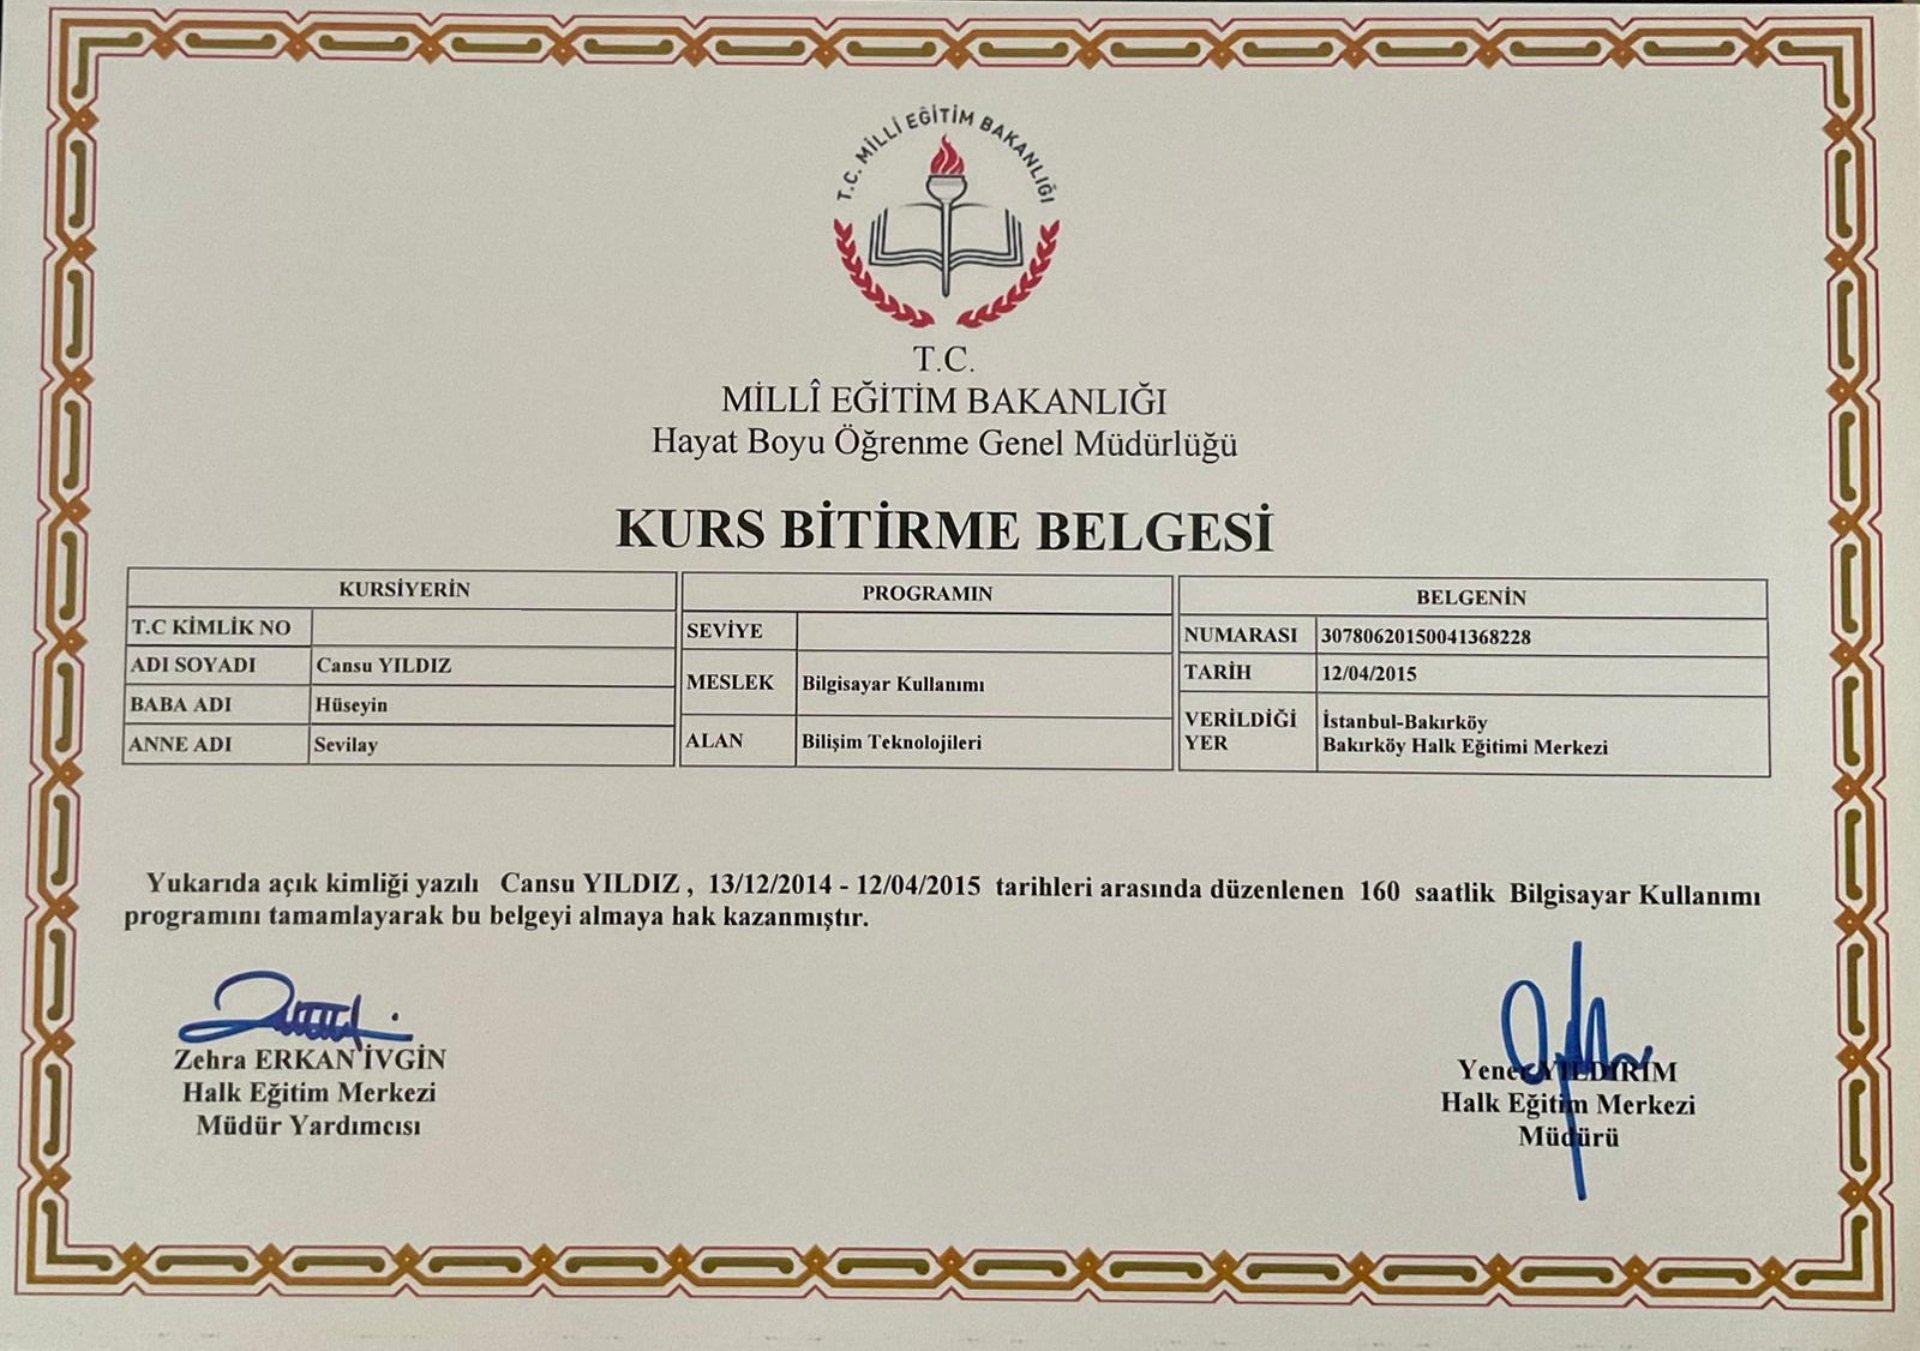 T.C. MİLLİ EĞİTİM BAKANLIĞI
T.C.
MİLLÎ EĞİTİM BAKANLIĞI
Hayat Boyu Öğrenme Genel Müdürlüğü
KURS BİTİRME BELGESİ
KURSİYERİN
T.C KİMLİK NO
ADI SOYADI Cansu YILDIZ
BABA ADI Hüseyin
ANNE ADI Sevilay
PROGRAMIN
SEVİYE
MESLEK Bilgisayar Kullanımı
ALAN Bilişim Teknolojileri
BELGENİN
NUMARASI 30780620150041368228
TARİH 12/04/2015
VERİLDİĞİ YER İstanbul-Bakırköy
Bakırköy Halk Eğitimi Merkezi
Yukarıda açık kimliği yazılı Cansu YILDIZ , 13/12/2014 - 12/04/2015 tarihleri arasında düzenlenen 160 saatlik Bilgisayar Kullanımı
programını tamamlayarak bu belgeyi almaya hak kazanmıştır.
Zehra ERKAN İVGİN
Halk Eğitim Merkezi
Müdür Yardımcısı
Yener YILDIRIM
Halk Eğitim Merkezi
Müdürü